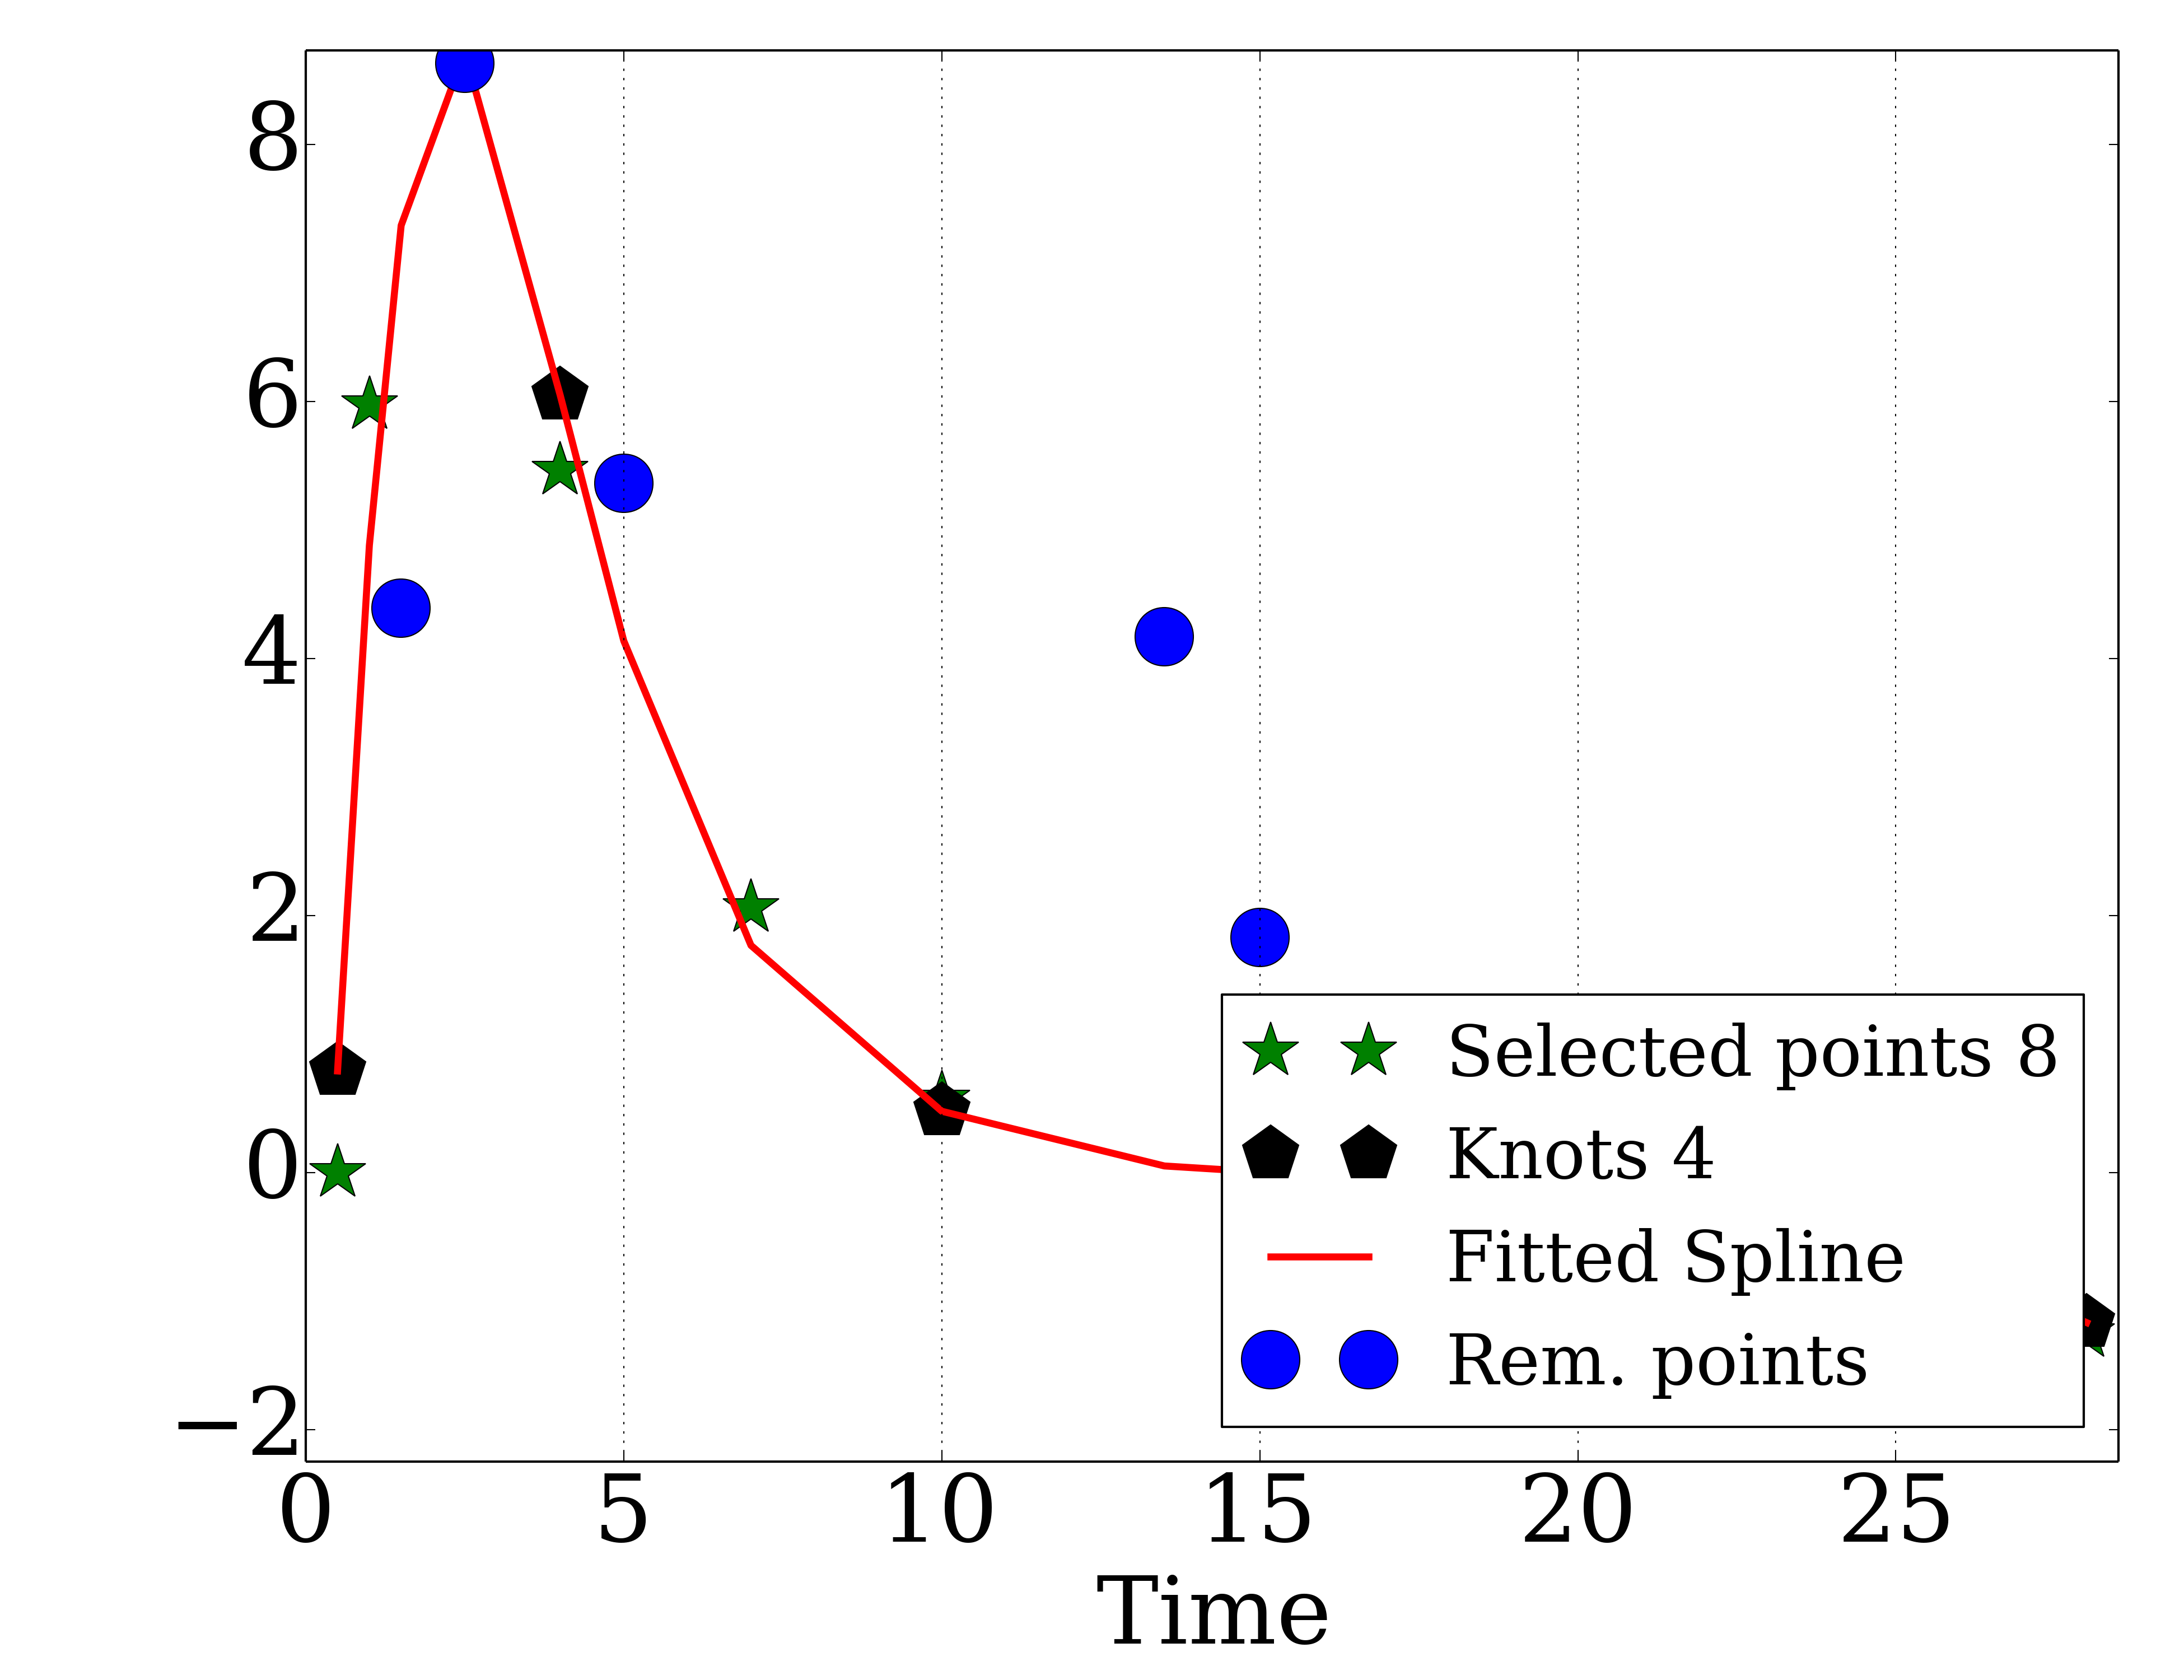 8
6
4
2
0
−2
0 5 10 15 20 25
Time
Selected points 8
Knots 4
Fitted Spline
Rem. points